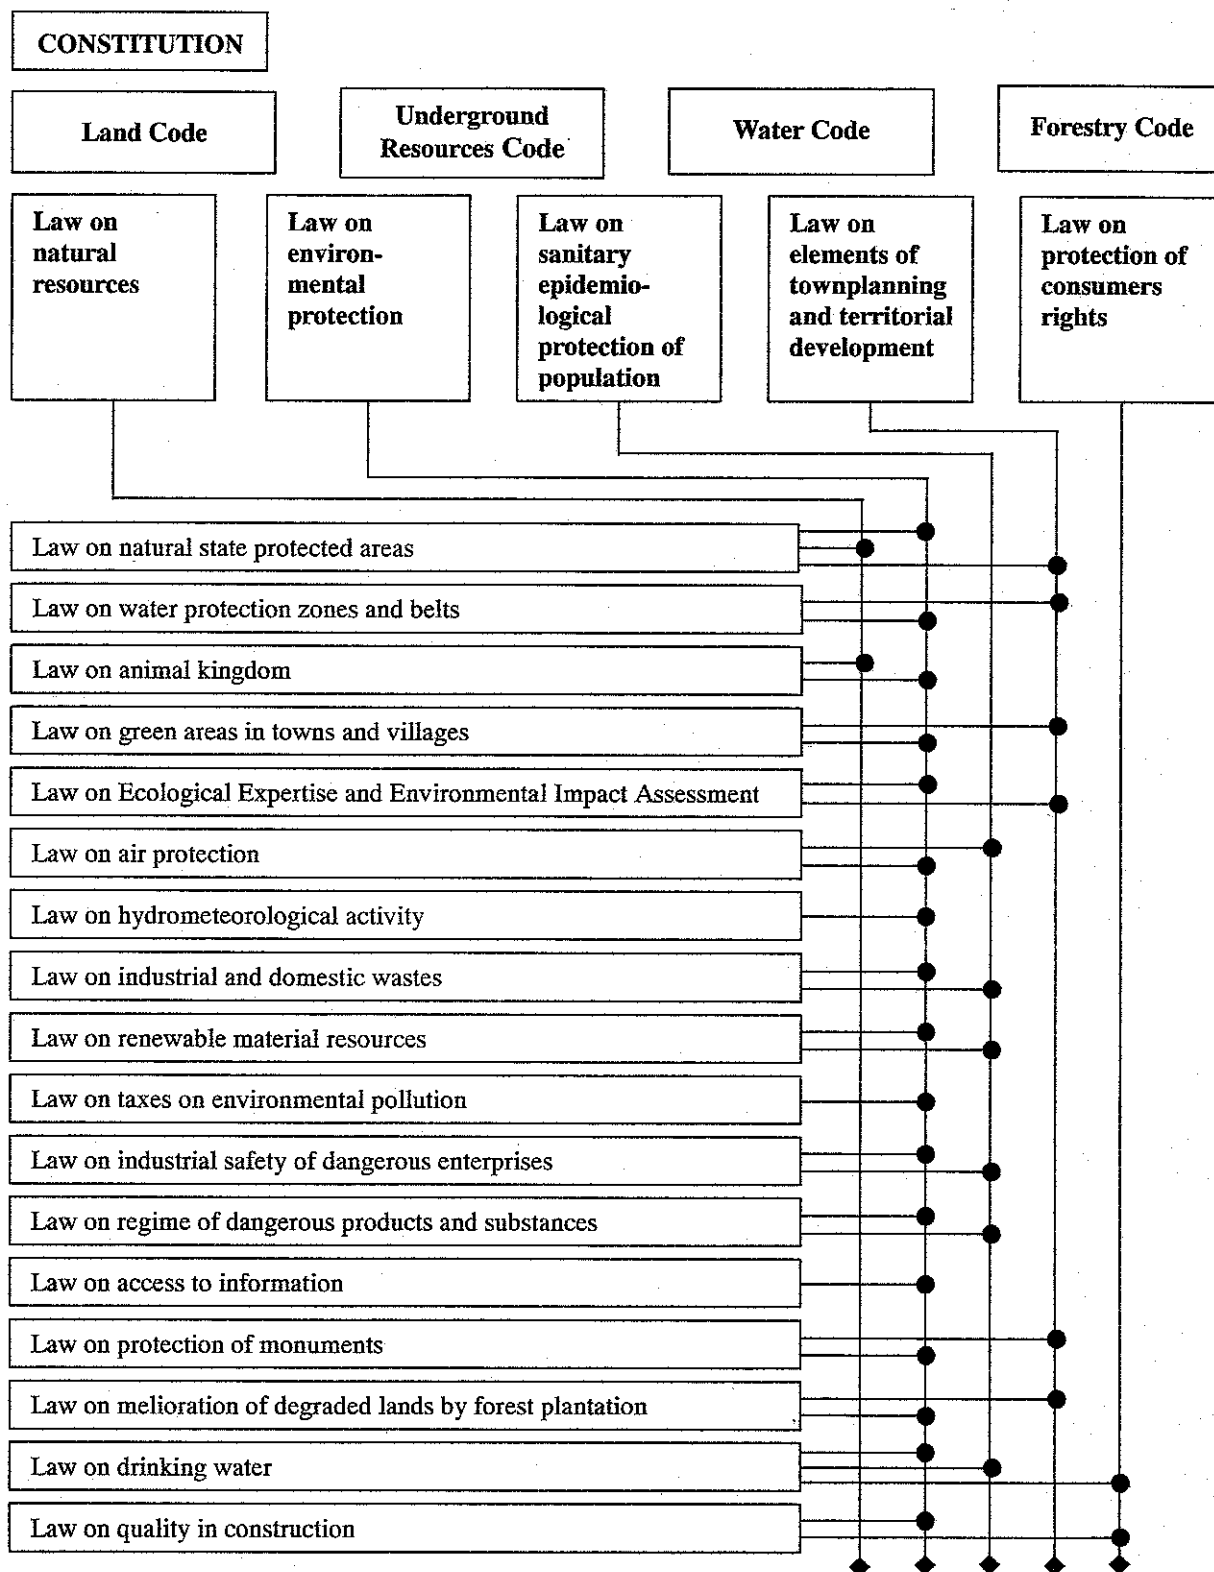 CONSTITUTION
Land Code
Underground
Resources Code
Water Code
Forestry Code
Law on
natural
resources
Law on
environ-
mental
protection
Law on
sanitary
epidemio-
logical
protection of
population
Law on
elements of
townplanning
and territorial
development
Law on
protection of
consumers
rights
Law on natural state protected areas
Law on water protection zones and belts
Law on animal kingdom
Law on green areas in towns and villages
Law on Ecological Expertise and Environmental Impact Assessment
Law on air protection
Law on hydrometeorological activity
Law on industrial and domestic wastes
Law on renewable material resources
Law on taxes on environmental pollution
Law on industrial safety of dangerous enterprises
Law on regime of dangerous products and substances
Law on access to information
Law on protection of monuments
Law on melioration of degraded lands by forest plantation
Law on drinking water
Law on quality in construction